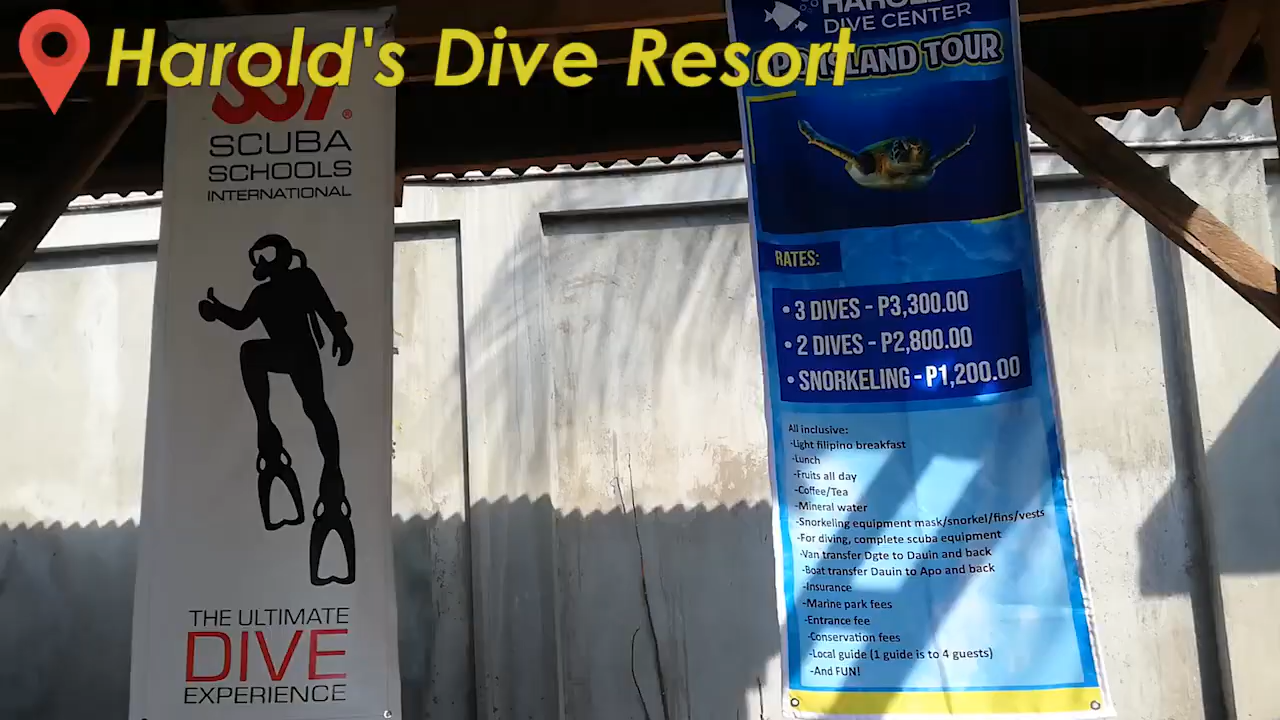 Harold's Dive Resort
SSI®
SCUBA
SCHOOLS
INTERNATIONAL
THE ULTIMATE
DIVE
EXPERIENCE
DIVE CENTER
ISLAND TOUR
RATES:
• 3 DIVES - P3,300.00
• 2 DIVES - P2,800.00
• SNORKELING - P1,200.00
All inclusive:
-Light filipino breakfast
-Lunch
-Fruits all day
-Coffee/Tea
-Mineral water
-Snorkeling equipment mask/snorkel/fins/vests
-For diving, complete scuba equipment
-Van transfer Dgte to Dauin and back
-Boat transfer Dauin to Apo and back
-Insurance
-Marine park fees
-Entrance fee
-Conservation fees
-Local guide (1 guide is to 4 guests)
-And FUN!